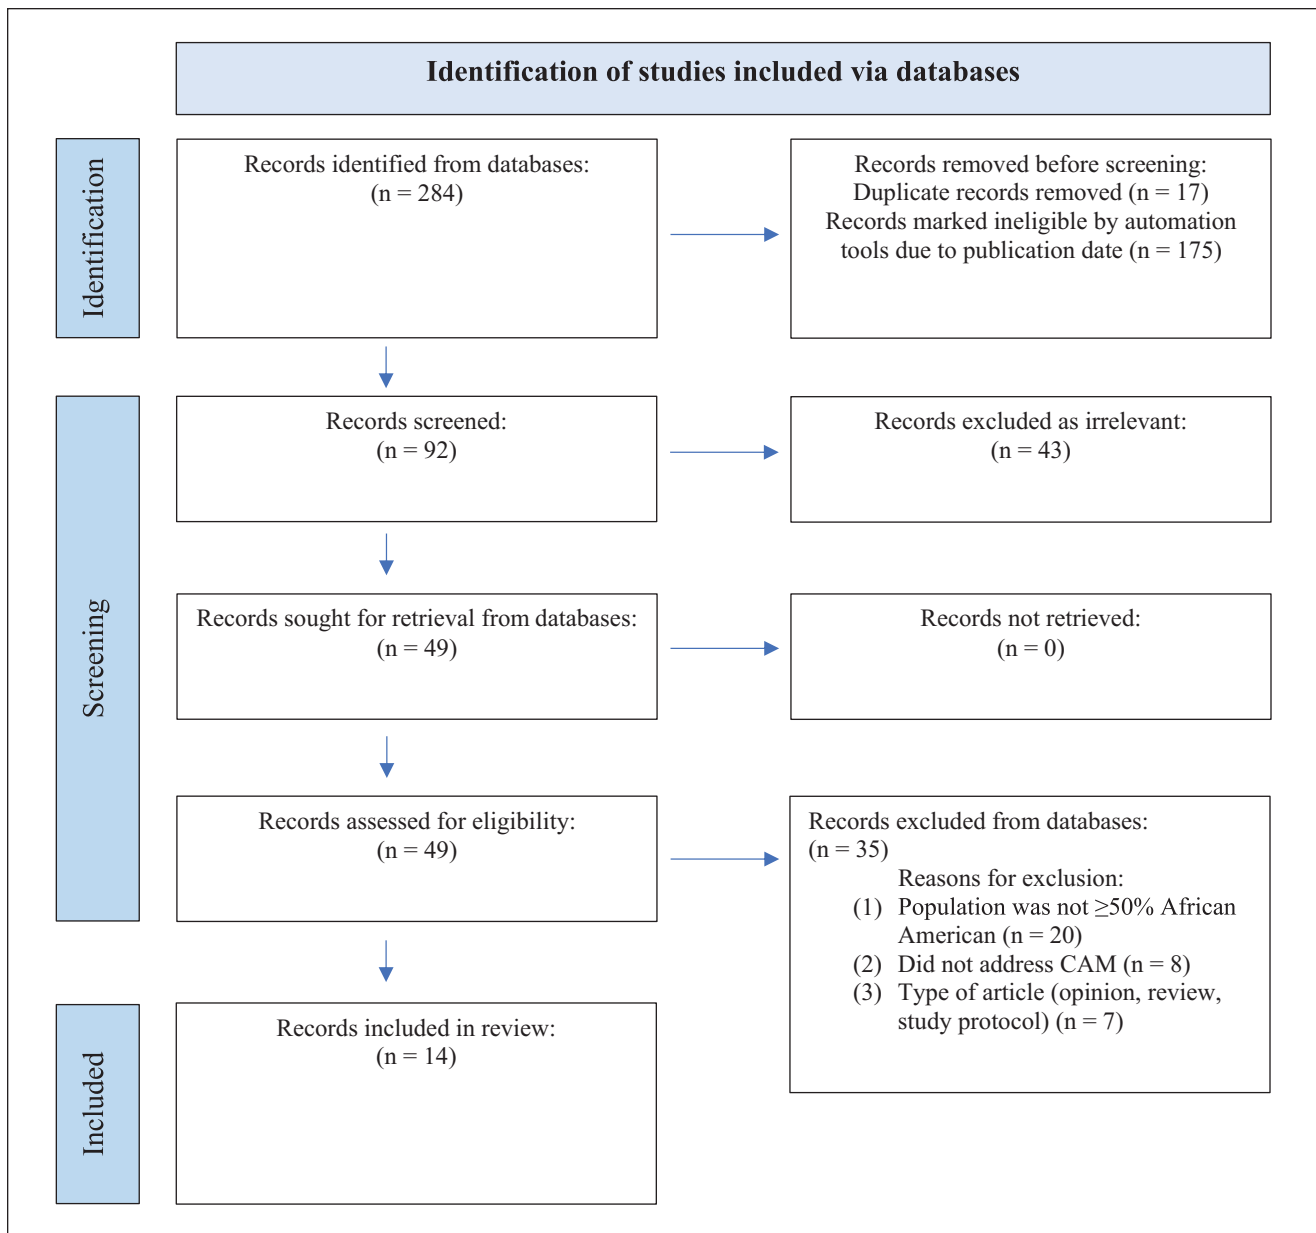 Identification of studies included via databases
Identification
Records identified from databases:
(n = 284)
Records removed before screening:
Duplicate records removed (n = 17)
Records marked ineligible by automation
tools due to publication date (n = 175)
Screening
Records screened:
(n = 92)
Records excluded as irrelevant:
(n = 43)
Records sought for retrieval from databases:
(n = 49)
Records not retrieved:
(n = 0)
Records assessed for eligibility:
(n = 49)
Records excluded from databases:
(n = 35)
Reasons for exclusion:
(1) Population was not ≥50% African
American (n = 20)
(2) Did not address CAM (n = 8)
(3) Type of article (opinion, review,
study protocol) (n = 7)
Included
Records included in review:
(n = 14)